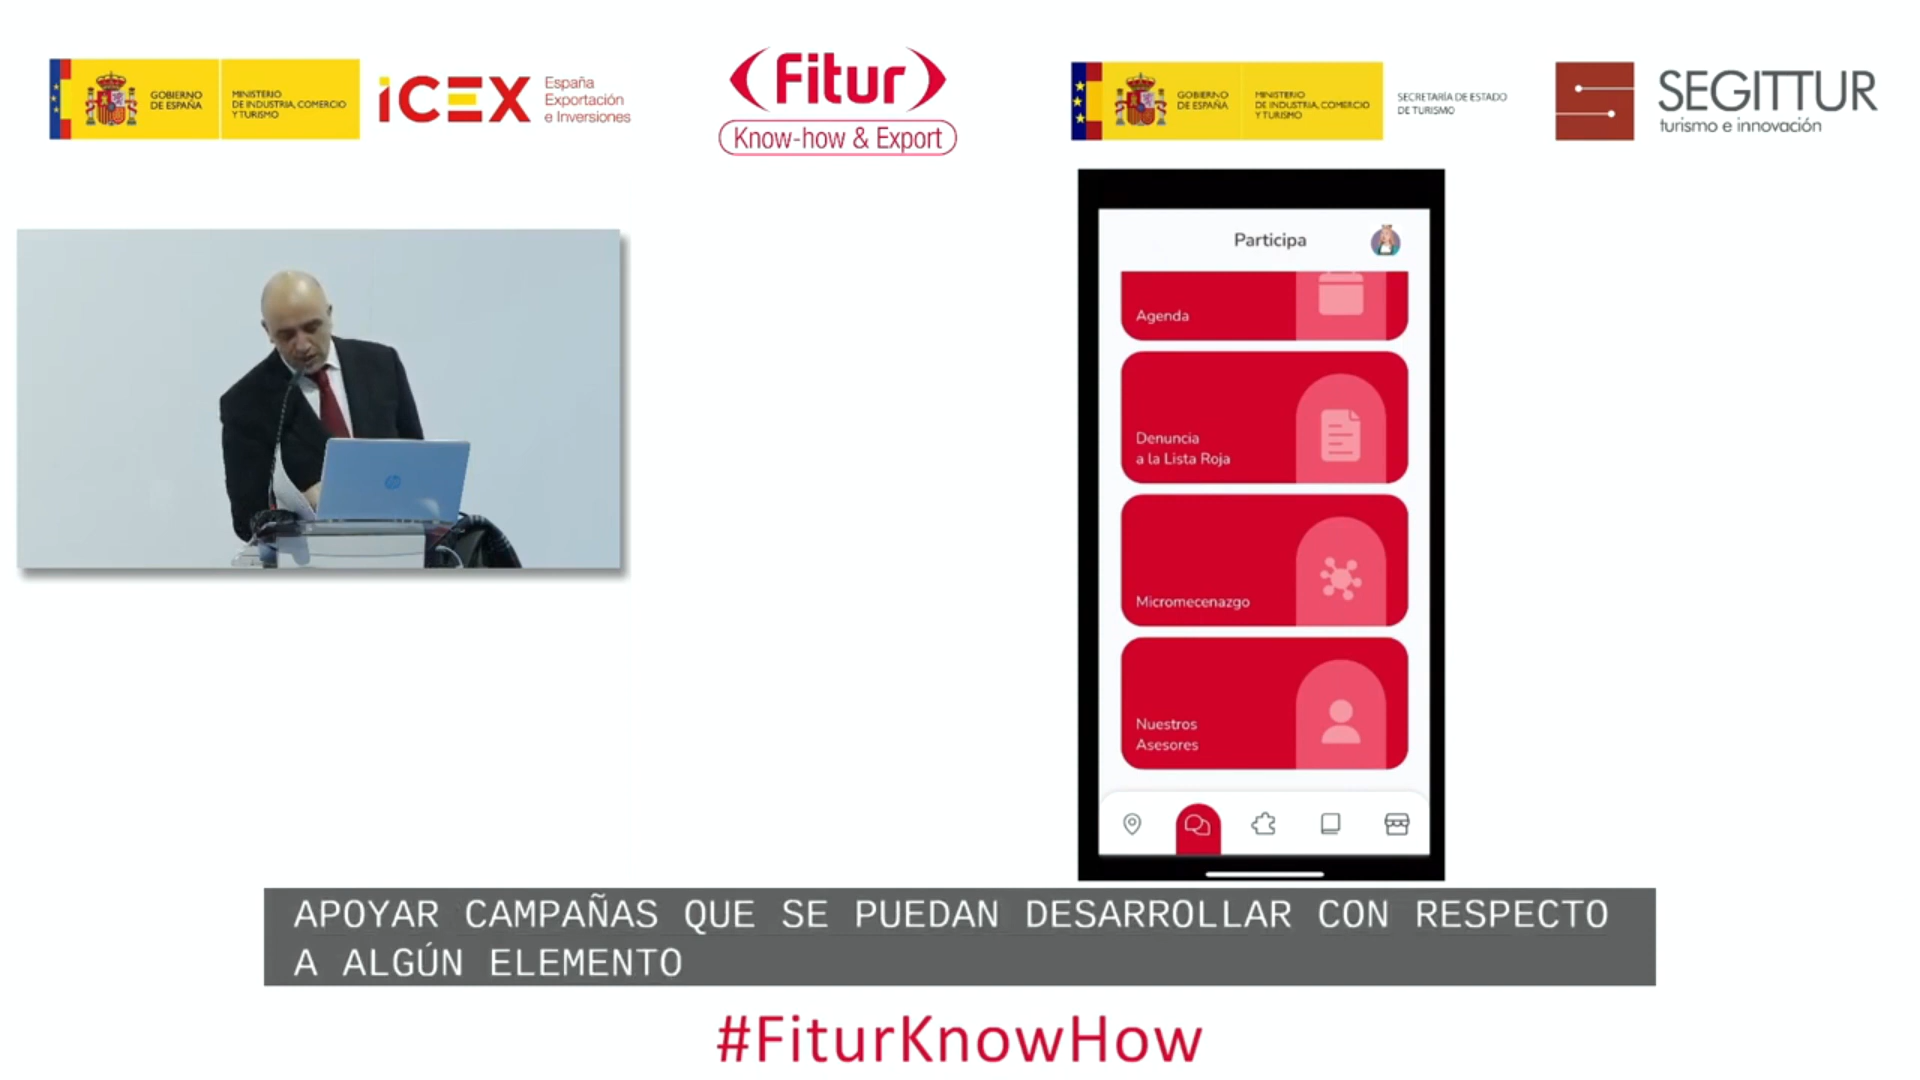 GOBIERNO
DE ESPAÑA
MINISTERIO
DE INDUSTRIA, COMERCIO
Y TURISMO
iCEX
España
Exportación
e Inversiones
Fitur
Know-how & Export
GOBIERNO
DE ESPAÑA
MINISTERIO
DE INDUSTRIA, COMERCIO
Y TURISMO
SECRETARÍA DE ESTADO
DE TURISMO
SEGITTUR
turismo e innovación
hp
Participa
Agenda
Denuncia
a la Lista Roja
Micromecenazgo
Nuestros
Asesores
APOYAR CAMPAÑAS QUE SE PUEDAN DESARROLLAR CON RESPECTO
A ALGÚN ELEMENTO
#FiturKnowHow